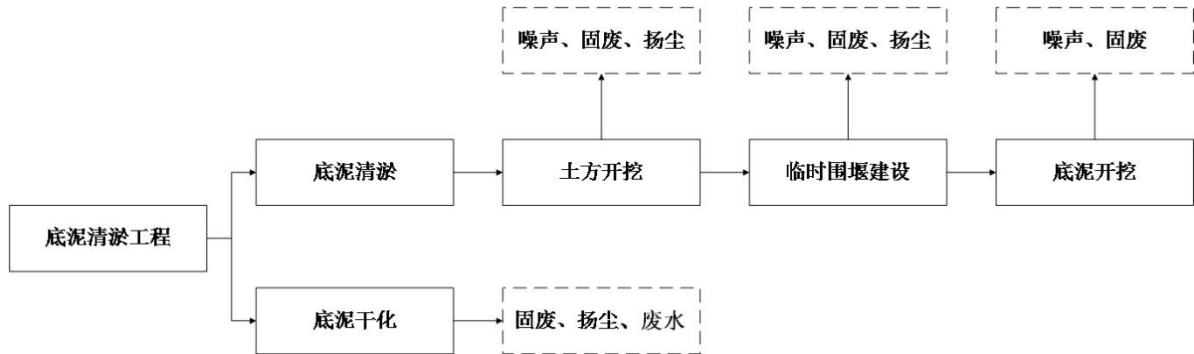 噪声、固废、扬尘
噪声、固废、扬尘
噪声、固废
底泥清淤
土方开挖
临时围堰建设
底泥开挖
底泥清淤工程
底泥干化
固废、扬尘、废水